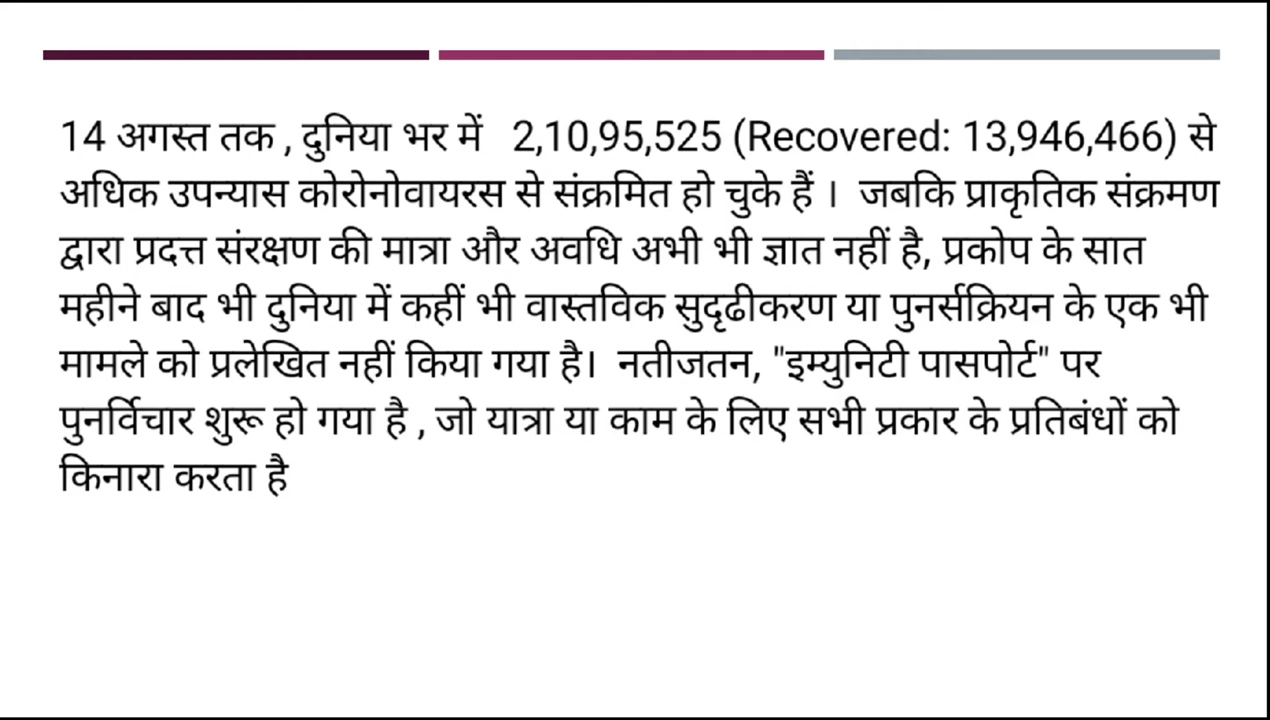 14 अगस्त तक , दुनिया भर में 2,10,95,525 (Recovered: 13,946,466) से
अधिक उपन्यास कोरोनोवायरस से संक्रमित हो चुके हैं । जबकि प्राकृतिक संक्रमण
द्वारा प्रदत्त संरक्षण की मात्रा और अवधि अभी भी ज्ञात नहीं है, प्रकोप के सात
महीने बाद भी दुनिया में कहीं भी वास्तविक सुदृढीकरण या पुनर्सक्रियन के एक भी
मामले को प्रलेखित नहीं किया गया है। नतीजतन, "इम्युनिटी पासपोर्ट" पर
पुनर्विचार शुरू हो गया है , जो यात्रा या काम के लिए सभी प्रकार के प्रतिबंधों को
किनारा करता है